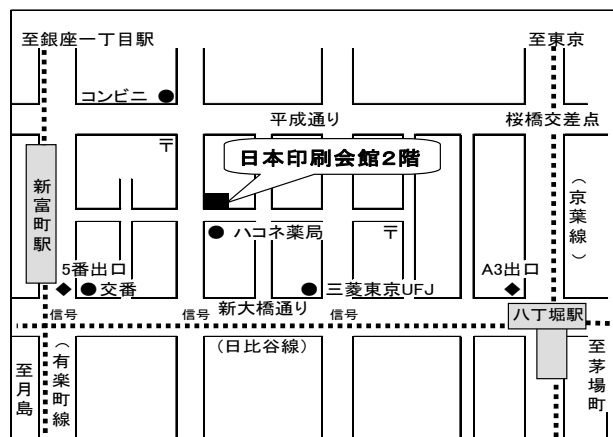 至銀座一丁目駅
至東京
コンビニ
平成通り
桜橋交差点
〒
日本印刷会館2階
新富町駅
（京葉線）
ハコネ薬局
〒
5番出口
A3出口
交番
三菱東京UFJ
信号
信号
新大橋通り
信号
八丁堀駅
（日比谷線）
至月島
（有楽町線）
至茅場町